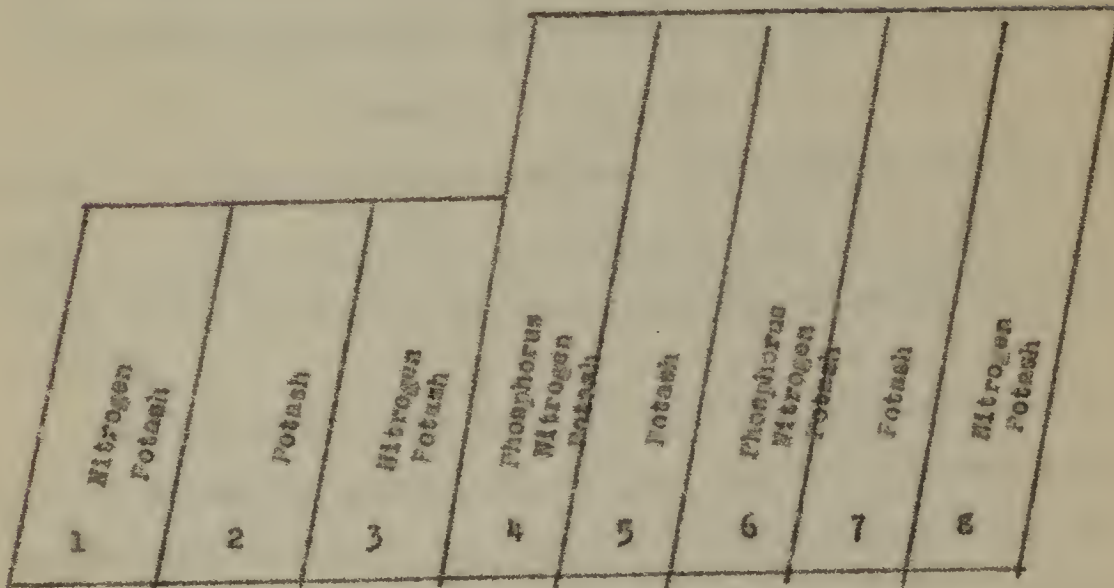 Nitrogen
Potash
1
Potash
2
Nitrogen
Potash
3
Phosphorus
Nitrogen
Potash
4
Potash
5
Phosphorus
Nitrogen
Potash
6
Potash
7
Nitrogen
Potash
8